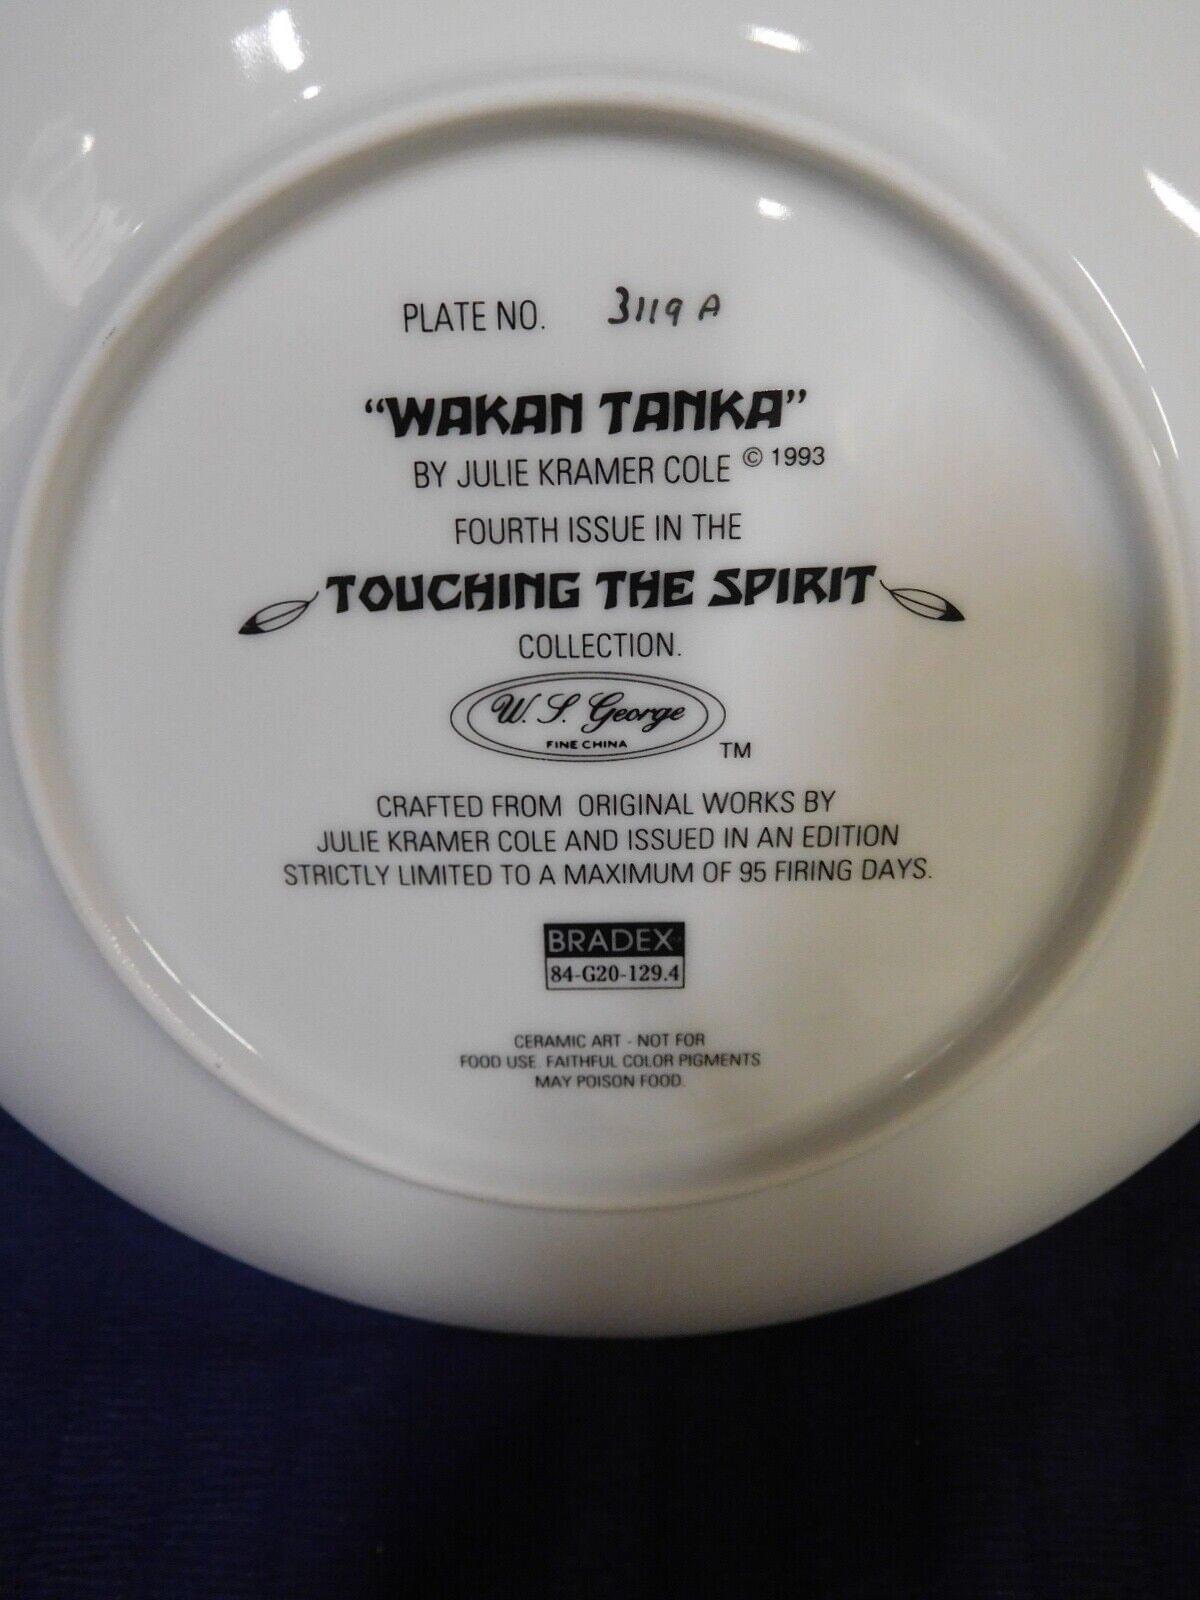 PLATE NO. 3119 A
“WAKAN TANKA”
BY JULIE KRAMER COLE © 1993
FOURTH ISSUE IN THE
TOUCHING THE SPIRIT
COLLECTION.
W. S. George
FINE CHINA
TM
CRAFTED FROM ORIGINAL WORKS BY
JULIE KRAMER COLE AND ISSUED IN AN EDITION
STRICTLY LIMITED TO A MAXIMUM OF 95 FIRING DAYS.
BRADEX
84-G20-129.4
CERAMIC ART - NOT FOR
FOOD USE. FAITHFUL COLOR PIGMENTS
MAY POISON FOOD.